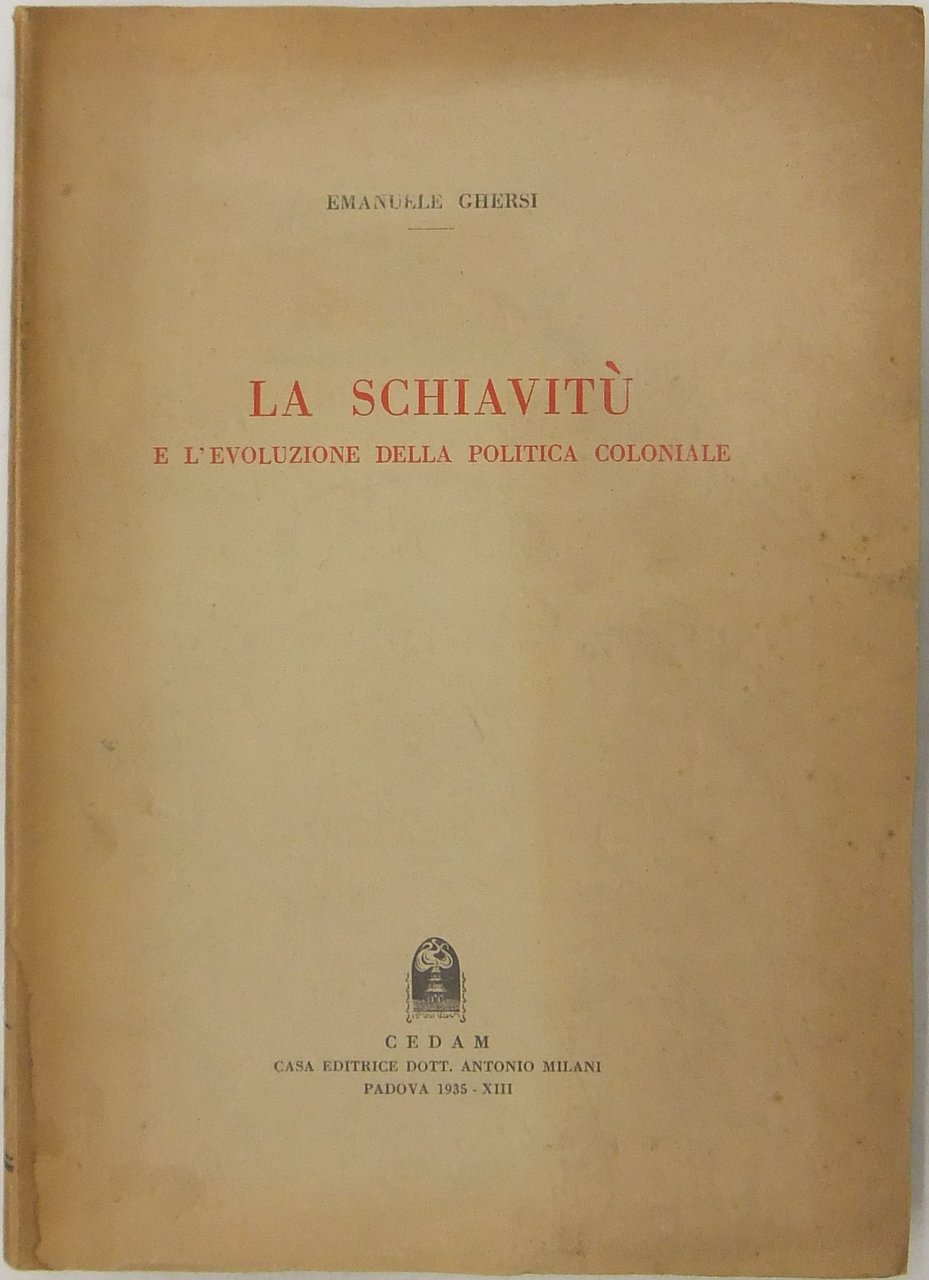 EMANUELE GHERSI
LA SCHIAVITÙ
E L'EVOLUZIONE DELLA POLITICA COLONIALE
CEDAM
CASA EDITRICE DOTT. ANTONIO MILANI
PADOVA 1935 - XIII